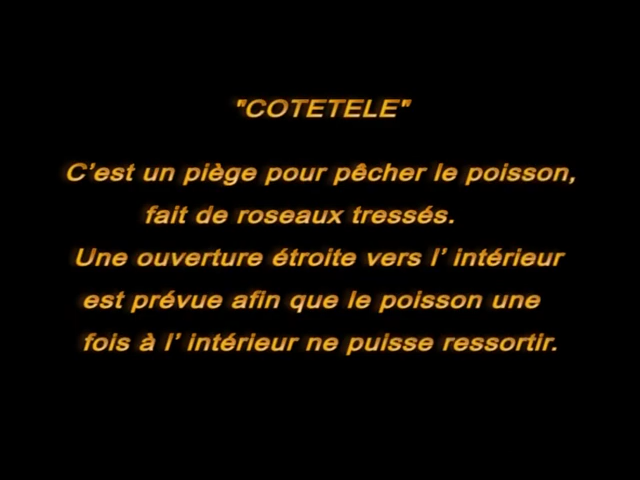 "COTETELE"
C'est un piège pour pêcher le poisson,
fait de roseaux tressés.
Une ouverture étroite vers l' intérieur
est prévue afin que le poisson une
fois à l' intérieur ne puisse ressortir.